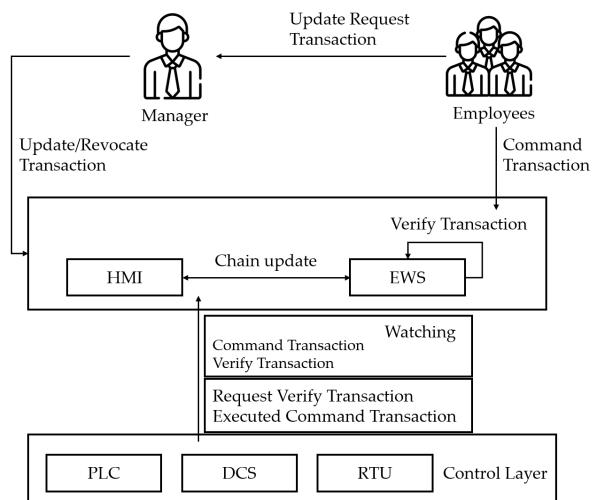 Update Request
Transaction
Manager
Employees
Update/Revocate
Transaction
Command
Transaction
Verify Transaction
HMI
Chain update
EWS
Watching
Command Transaction
Verify Transaction
Request Verify Transaction
Executed Command Transaction
PLC
DCS
RTU
Control Layer